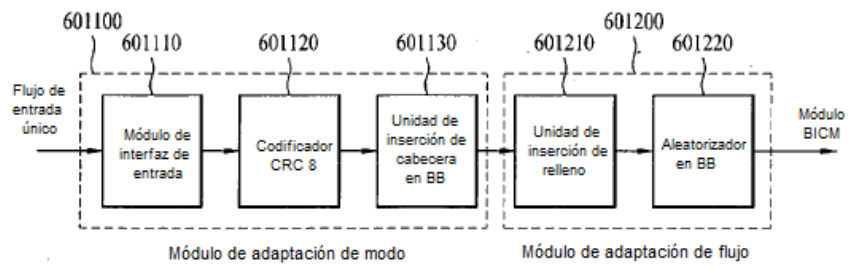 601100
601110
601120
601130
601200
601210
601220
Flujo de
entrada
único
Módulo de
interfaz de
entrada
Codificador
CRC 8
Unidad de
inserción de
cabecera
en BB
Unidad de
inserción de
relleno
Aleatorizador
en BB
Módulo
BICM
Módulo de adaptación de modo
Módulo de adaptación de flujo